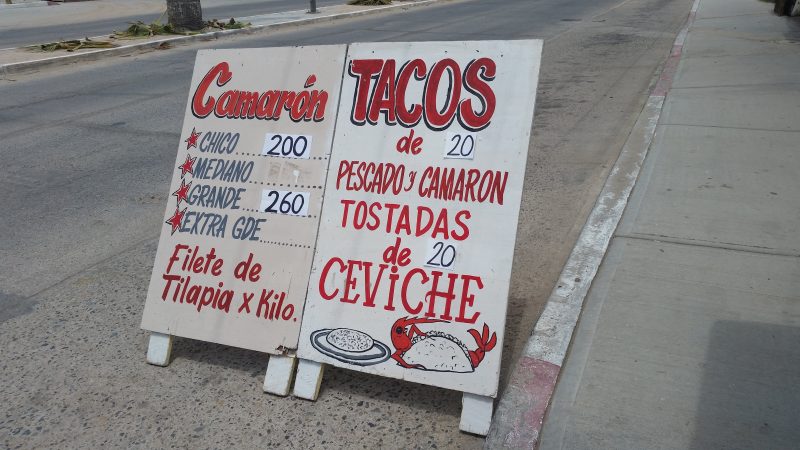 Camarón
CHICO 200
MEDIANO
GRANDE 260
EXTRA GDE
Filete de
Tilapia x Kilo.
TACOS
de 20
PESCADO Y CAMARON
TOSTADAS
de 20
CEVICHE